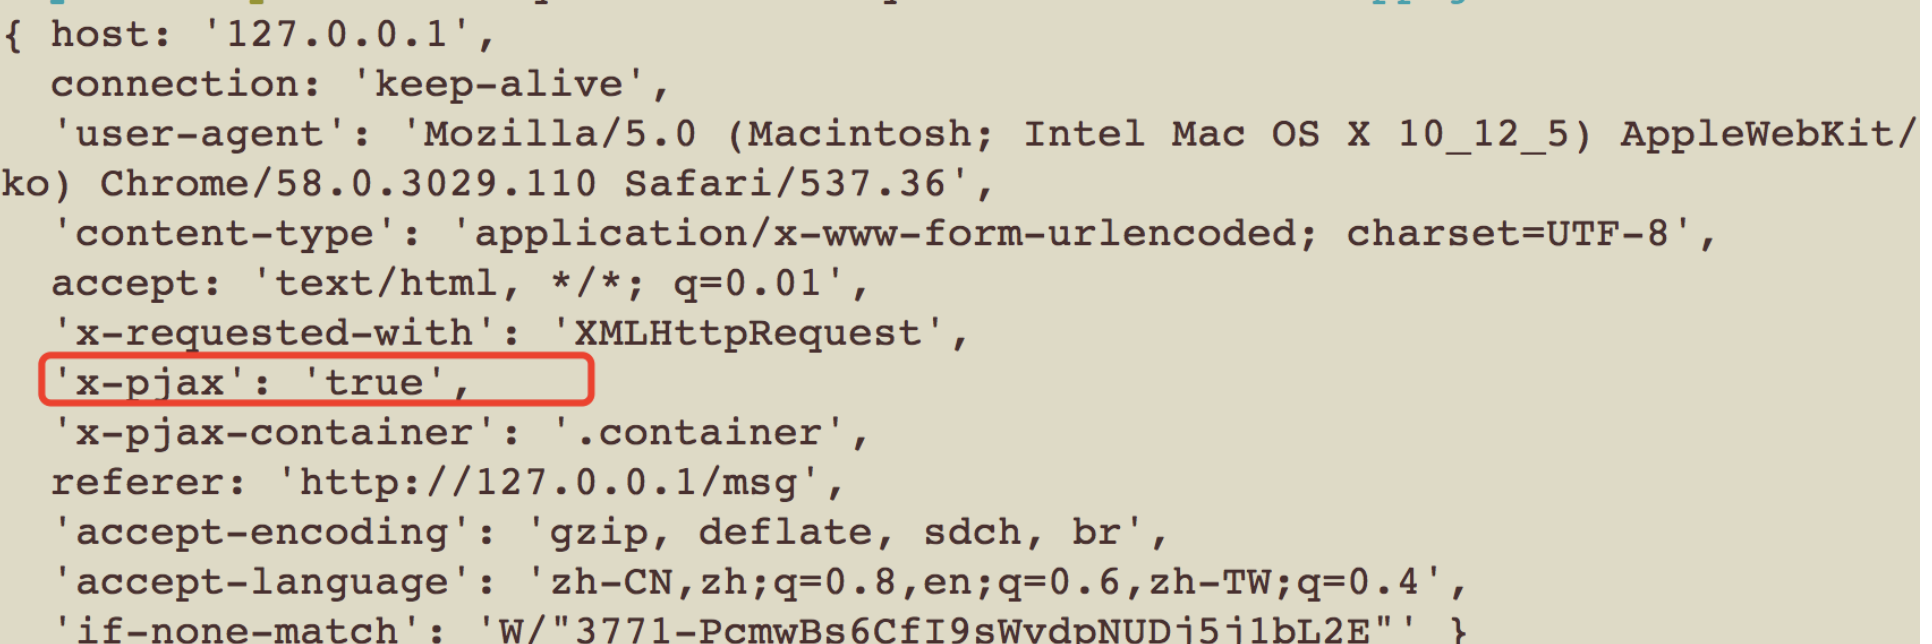 { host: '127.0.0.1',
connection: 'keep-alive',
'user-agent': 'Mozilla/5.0 (Macintosh; Intel Mac OS X 10_12_5) AppleWebKit/
ko) Chrome/58.0.3029.110 Safari/537.36',
'content-type': 'application/x-www-form-urlencoded; charset=UTF-8',
accept: 'text/html, */*; q=0.01',
'x-requested-with': 'XMLHttpRequest',
'x-pjax': 'true',
'x-pjax-container': '.container',
referer: 'http://127.0.0.1/msg',
'accept-encoding': 'gzip, deflate, sdch, br',
'accept-language': 'zh-CN,zh;q=0.8,en;q=0.6,zh-TW;q=0.4',
'if-none-match': 'W/"3771-PcmwBs6CfI9sWvdpNUDj5j1bL2E"' }